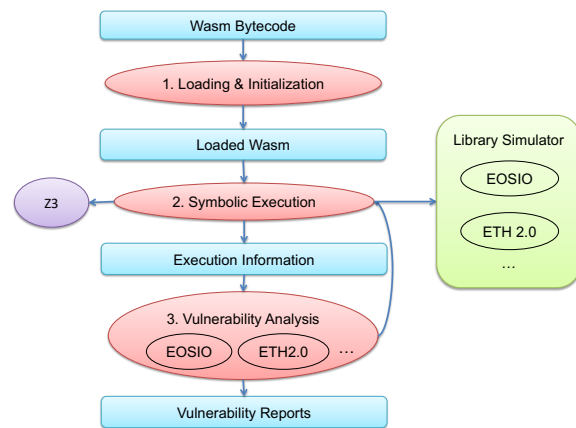 Wasm Bytecode
1. Loading & Initialization
Loaded Wasm
Library Simulator
EOSIO
Z3
2. Symbolic Execution
ETH 2.0
...
Execution Information
3. Vulnerability Analysis
EOSIO
ETH2.0
...
Vulnerability Reports